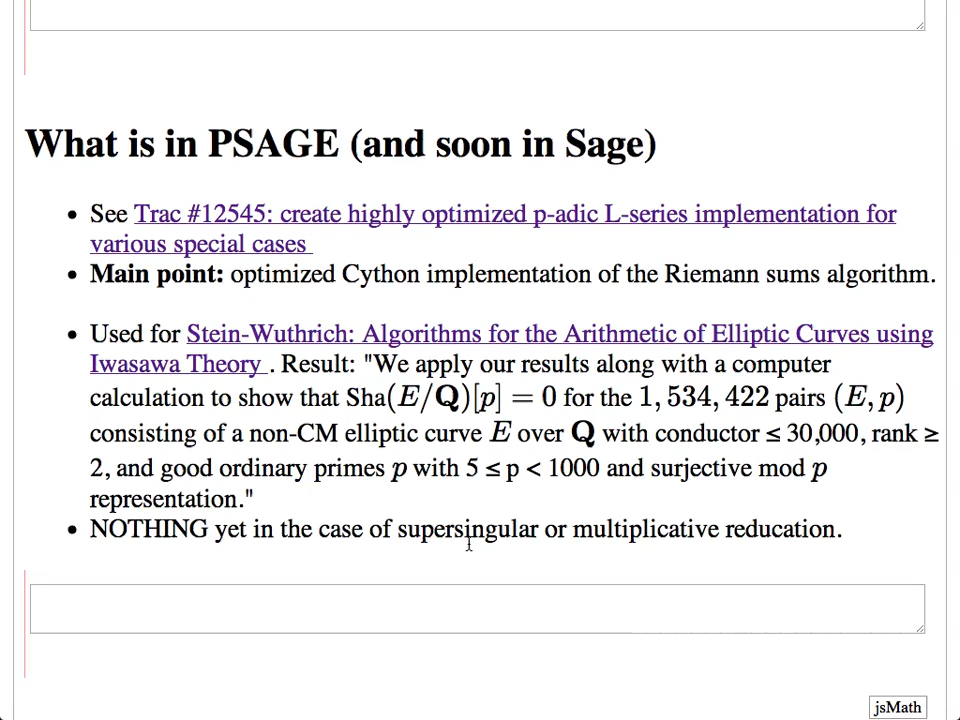 What is in PSAGE (and soon in Sage)
• See Trac #12545: create highly optimized p-adic L-series implementation for
various special cases
• Main point: optimized Cython implementation of the Riemann sums algorithm.
• Used for Stein-Wuthrich: Algorithms for the Arithmetic of Elliptic Curves using
Iwasawa Theory . Result: "We apply our results along with a computer
calculation to show that Sha(E/Q)[p] = 0 for the 1, 534, 422 pairs (E, p)
consisting of a non-CM elliptic curve E over Q with conductor ≤ 30,000, rank ≥
2, and good ordinary primes p with 5 ≤ p < 1000 and surjective mod p
representation."
• NOTHING yet in the case of supersingular or multiplicative reducation.
jsMath